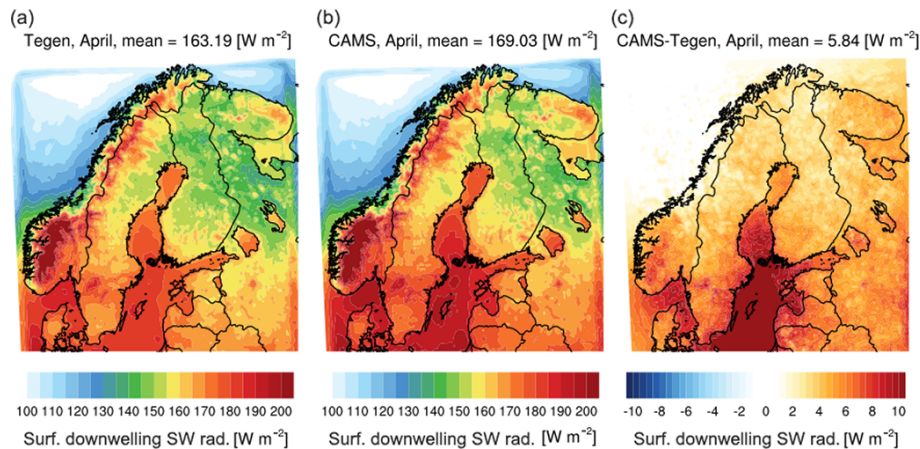 (a)
Tegen, April, mean = 163.19 [W m⁻²]
(b)
CAMS, April, mean = 169.03 [W m⁻²]
(c)
CAMS-Tegen, April, mean = 5.84 [W m⁻²]
100 110 120 130 140 150 160 170 180 190 200
Surf. downwelling SW rad. [W m⁻²]
100 110 120 130 140 150 160 170 180 190 200
Surf. downwelling SW rad. [W m⁻²]
-10 -8 -6 -4 -2 0 2 4 6 8 10
Surf. downwelling SW rad. [W m⁻²]